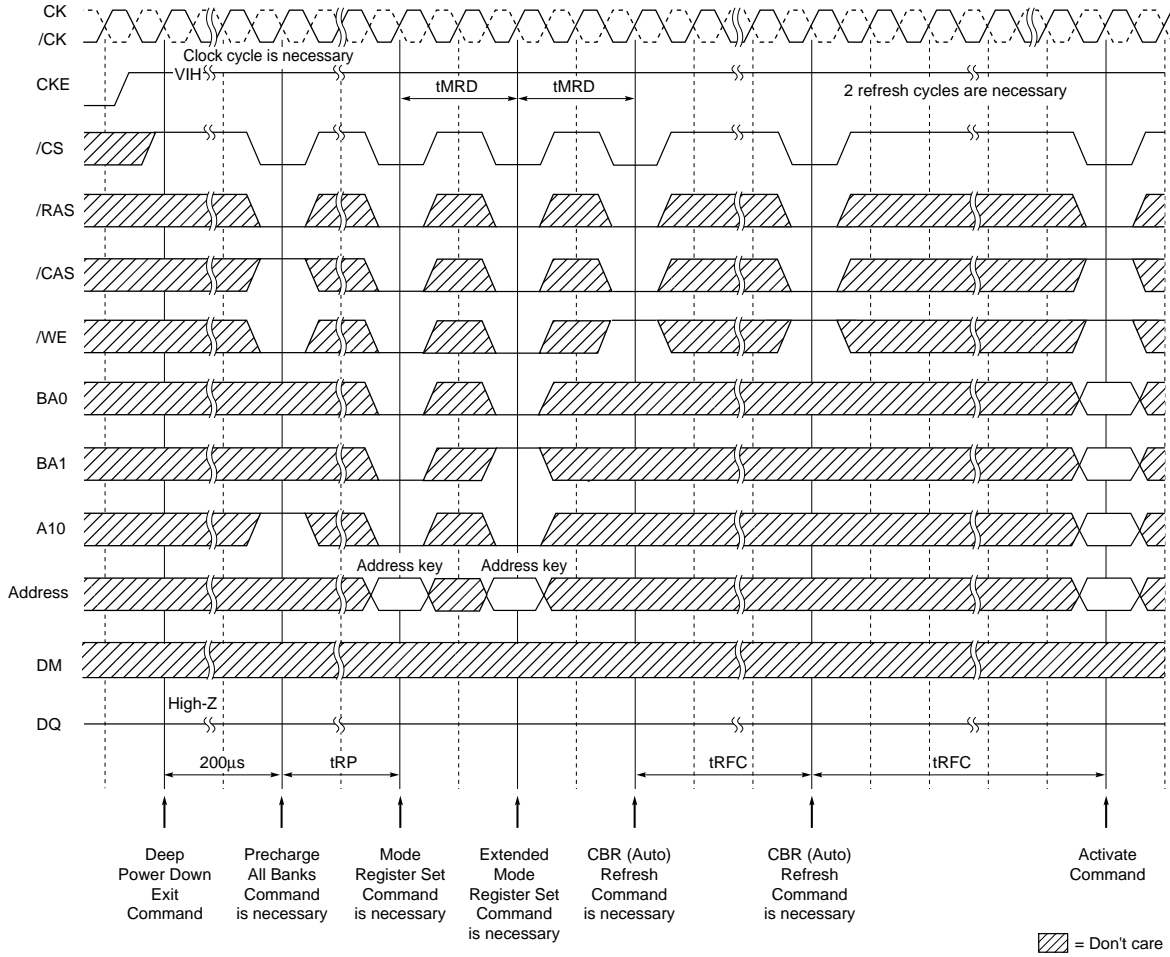 CK
/CK
Clock cycle is necessary
CKE
VIH
tMRD
tMRD
2 refresh cycles are necessary
/CS
/RAS
/CAS
/WE
BA0
BA1
A10
Address key
Address key
Address
DM
High-Z
DQ
200μs
tRP
tRFC
tRFC
Deep
Power Down
Exit
Command
Precharge
All Banks
Command
is necessary
Mode
Register Set
Command
is necessary
Extended
Mode
Register Set
Command
is necessary
CBR (Auto)
Refresh
Command
is necessary
CBR (Auto)
Refresh
Command
is necessary
Activate
Command
= Don't care